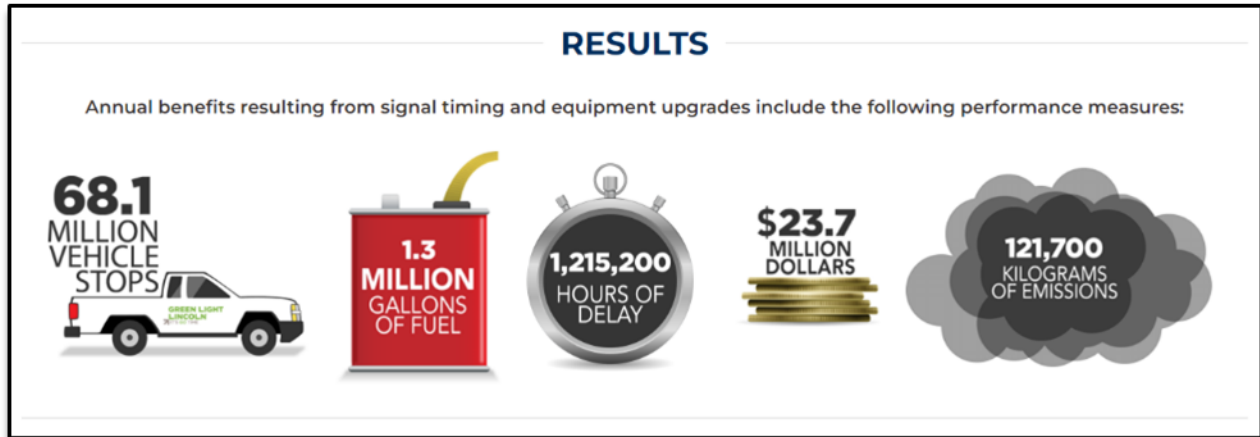 RESULTS
Annual benefits resulting from signal timing and equipment upgrades include the following performance measures:
68.1
MILLION
VEHICLE
STOPS
GREEN LIGHT
LINCOLN
1.3
MILLION
GALLONS
OF FUEL
1,215,200
HOURS OF
DELAY
$23.7
MILLION
DOLLARS
121,700
KILOGRAMS
OF EMISSIONS